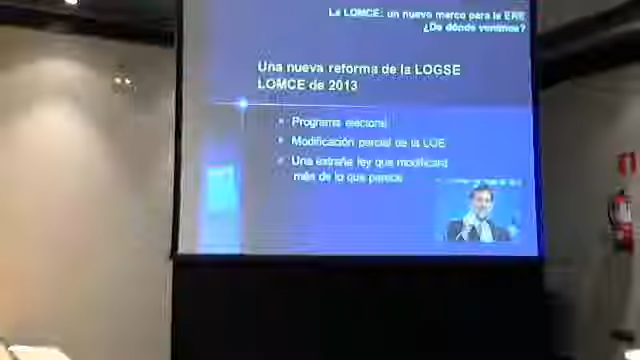 La LOMCE: un nuevo marco para la ERE
¿De dónde venimos?
Una nueva reforma de la LOGSE
LOMCE de 2013
Programa electoral
Modificación parcial de la LOE
Una extraña ley que modificará
más de lo que parece